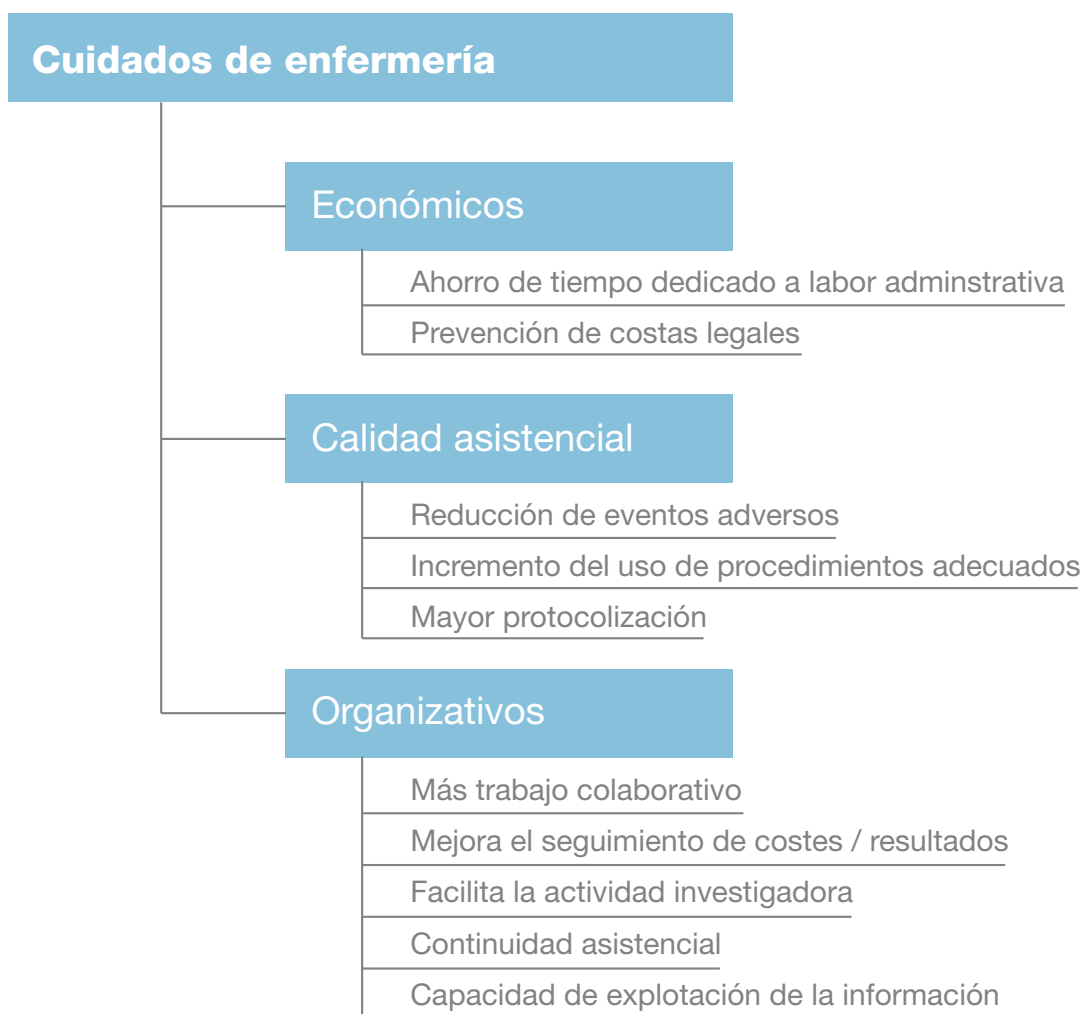 Cuidados de enfermería
Económicos
Ahorro de tiempo dedicado a labor adminstrativa
Prevención de costas legales
Calidad asistencial
Reducción de eventos adversos
Incremento del uso de procedimientos adecuados
Mayor protocolización
Organizativos
Más trabajo colaborativo
Mejora el seguimiento de costes / resultados
Facilita la actividad investigadora
Continuidad asistencial
Capacidad de explotación de la información